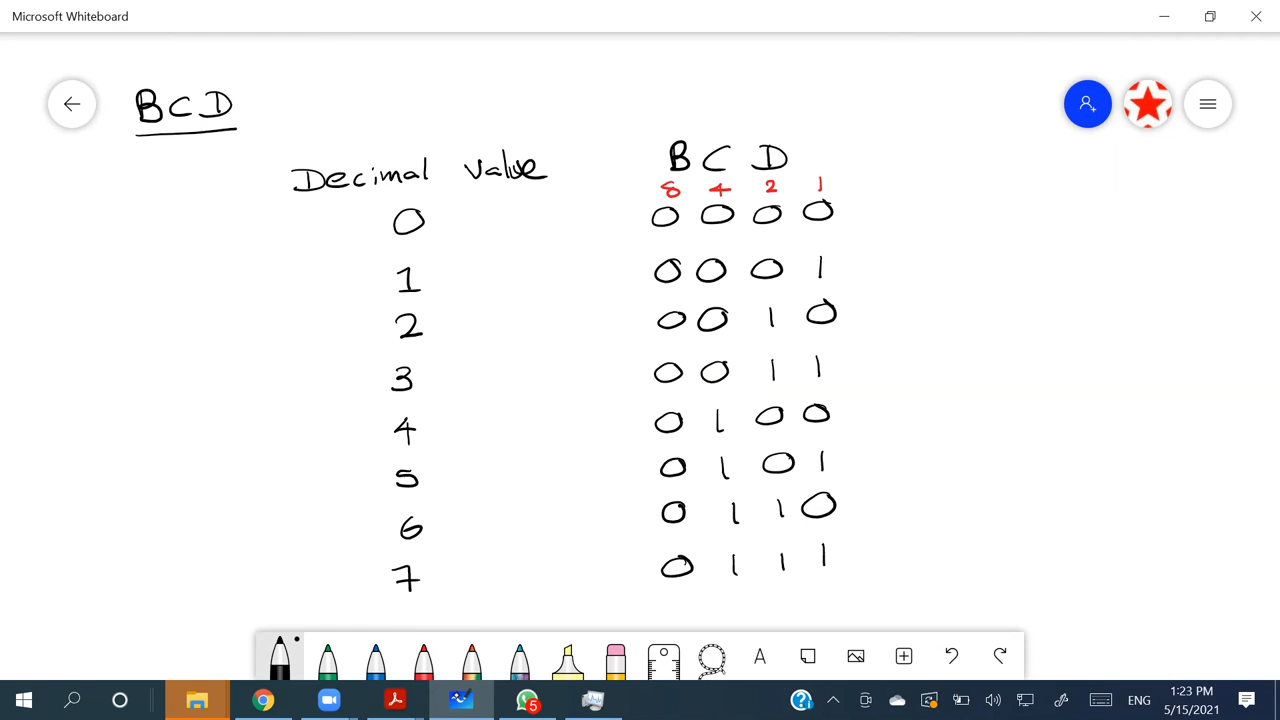 Microsoft Whiteboard
BCD
Decimal value BCD
8 4 2 1
0 0 0 0 0
1 0 0 0 1
2 0 0 1 0
3 0 0 1 1
4 0 1 0 0
5 0 1 0 1
6 0 1 1 0
7 0 1 1 1
A
5
ENG
1:23 PM
5/15/2021